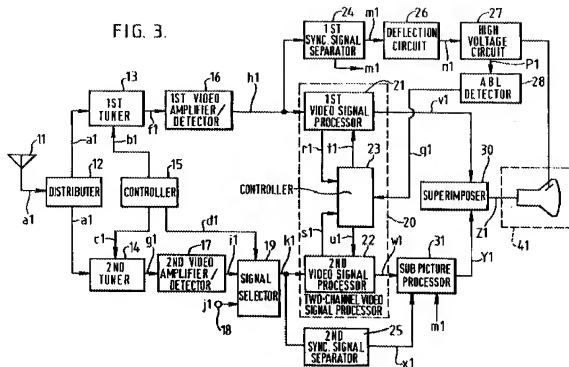 FIG. 3.
24
1ST
SYNC. SIGNAL
SEPARATOR
m1
m1
26
DEFLECTION
CIRCUIT
n1
27
HIGH
VOLTAGE
CIRCUIT
P1
28
ABL
DETECTOR
13
1ST
TUNER
f1
16
1ST VIDEO
AMPLIFIER/
DETECTOR
h1
21
1ST
VIDEO SIGNAL
PROCESSOR
v1
11
a1
12
DISTRIBUTER
a1
a1
b1
15
CONTROLLER
c1
d1
r1
t1
23
CONTROLLER
q1
20
30
SUPERIMPOSER
Z1
41
14
2ND
TUNER
g1
17
2ND VIDEO
AMPLIFIER/
DETECTOR
i1
19
SIGNAL
SELECTOR
j1
18
k1
s1
u1
22
2ND
VIDEO SIGNAL
PROCESSOR
TWO-CHANNEL VIDEO
SIGNAL PROCESSOR
w1
31
SUB PICTURE
PROCESSOR
Y1
m1
25
2ND
SYNC. SIGNAL
SEPARATOR
x1